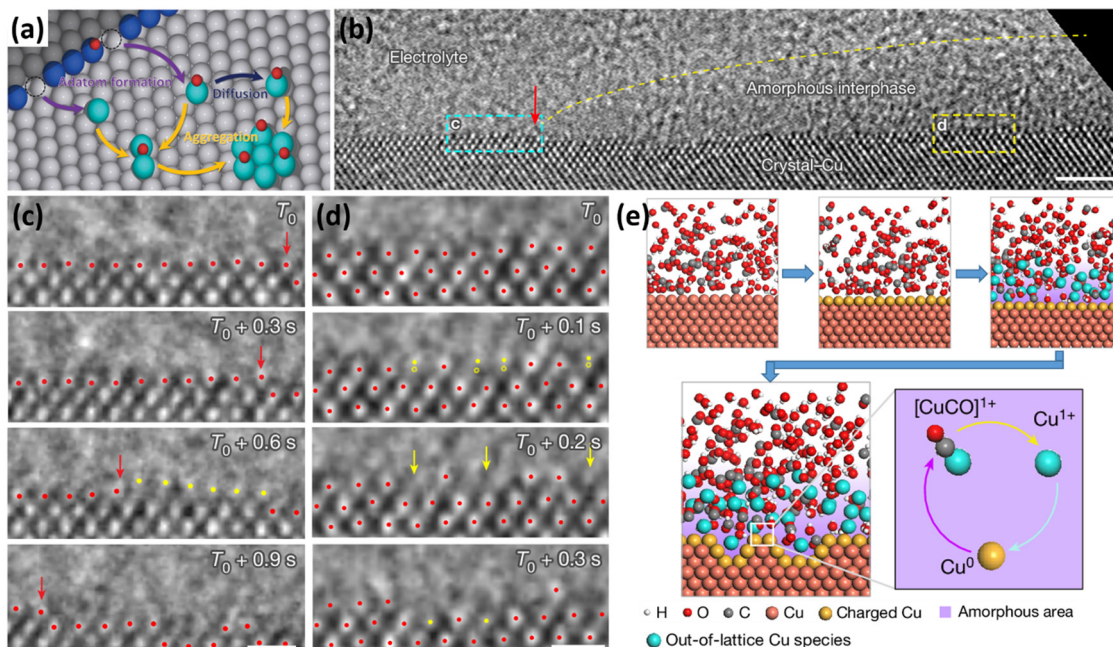 (a)
Adatom formation
Diffusion
Aggregation
(b)
Electrolyte
Amorphous interphase
c
d
Crystal–Cu
(c)
T0
T0 + 0.3 s
T0 + 0.6 s
T0 + 0.9 s
(d)
T0
T0 + 0.1 s
T0 + 0.2 s
T0 + 0.3 s
(e)
[CuCO]1+
Cu1+
Cu0
H O C Cu Charged Cu Amorphous area
Out-of-lattice Cu species